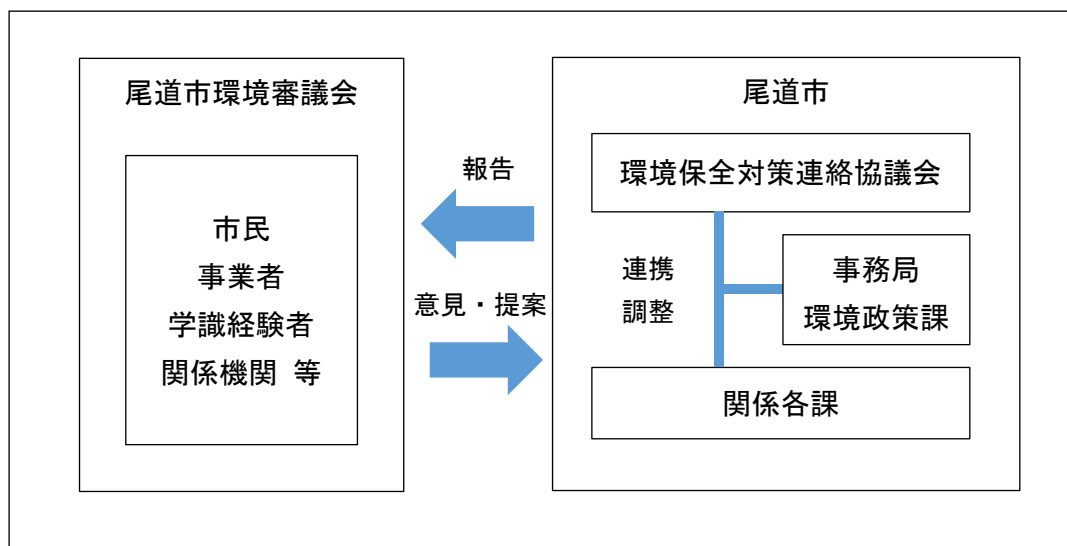 尾道市環境審議会
市民
事業者
学識経験者
関係機関 等
報告
意見・提案
尾道市
環境保全対策連絡協議会
連携
調整
事務局
環境政策課
関係各課